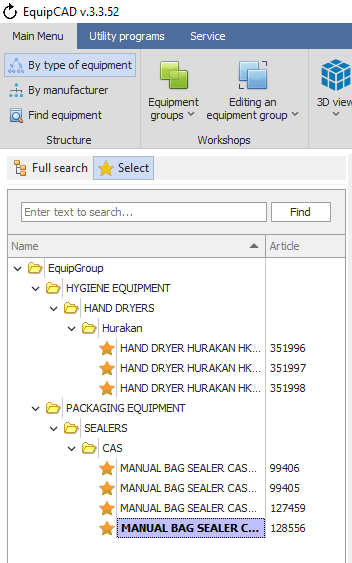 EquipCAD v.3.3.52
Main Menu Utility programs Service
By type of equipment
By manufacturer
Find equipment
Structure
Equipment groups
Editing an equipment group
Workshops
3D view
Full search Select
Enter text to search... Find
Name Article
EquipGroup
HYGIENE EQUIPMENT
HAND DRYERS
Hurakan
HAND DRYER HURAKAN HK... 351996
HAND DRYER HURAKAN HK... 351997
HAND DRYER HURAKAN HK... 351998
PACKAGING EQUIPMENT
SEALERS
CAS
MANUAL BAG SEALER CAS... 99406
MANUAL BAG SEALER CAS... 99405
MANUAL BAG SEALER CAS... 127459
MANUAL BAG SEALER C... 128556